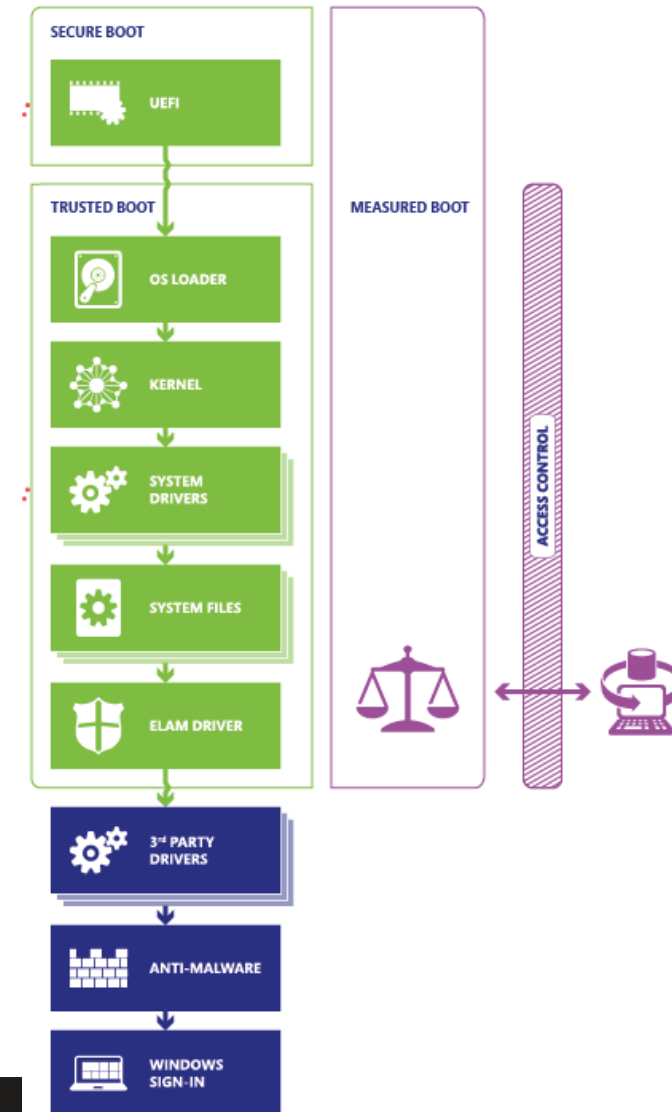 SECURE BOOT
UEFI
TRUSTED BOOT
MEASURED BOOT
OS LOADER
KERNEL
SYSTEM
DRIVERS
ACCESS CONTROL
SYSTEM FILES
ELAM DRIVER
3rd PARTY
DRIVERS
ANTI-MALWARE
WINDOWS
SIGN-IN